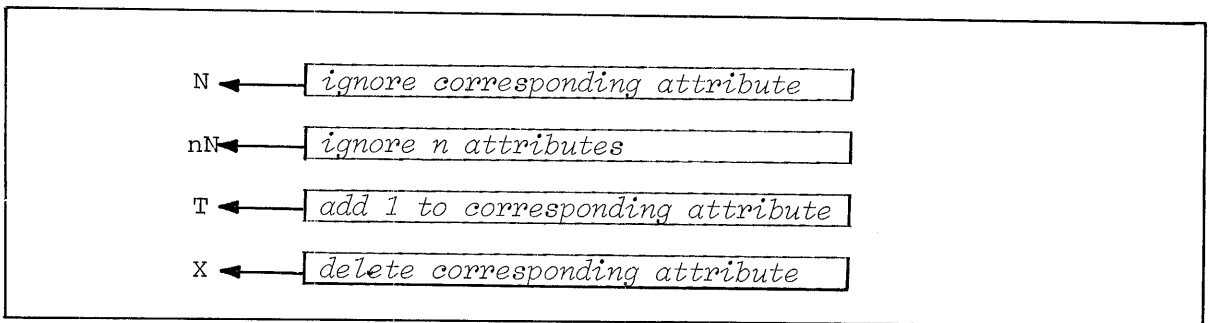 N ignore corresponding attribute
nN ignore n attributes
T add 1 to corresponding attribute
X delete corresponding attribute